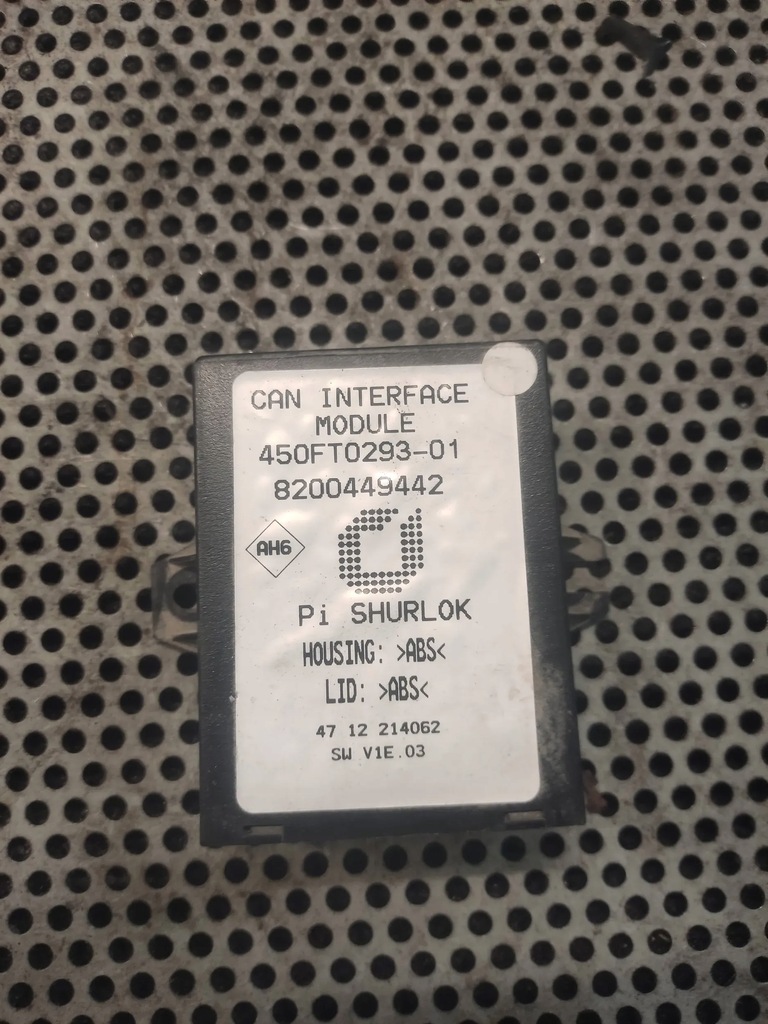 CAN INTERFACE
MODULE
450FT0293-01
8200449442
AH6
Pi SHURLOK
HOUSING: >ABS<
LID: >ABS<
47 12 214062
SW V1E.03